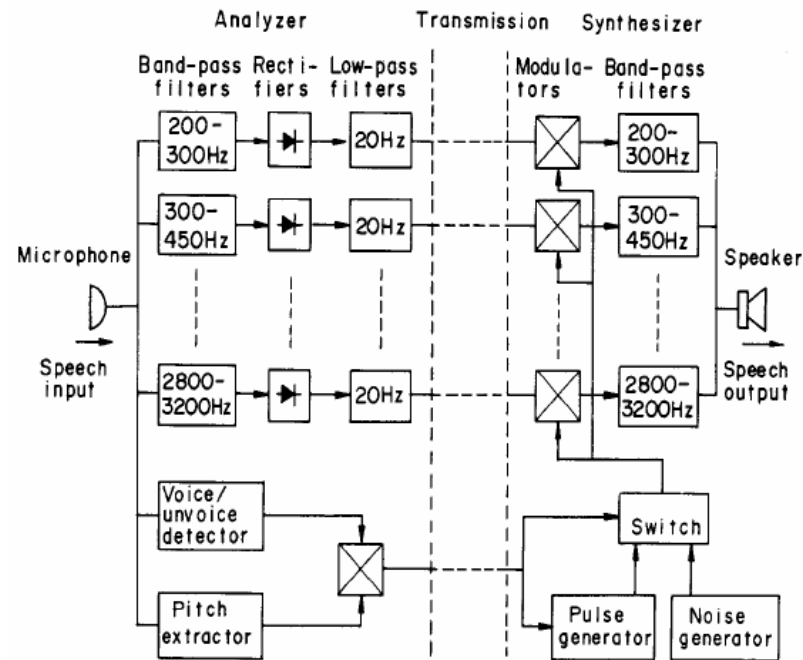 Analyzer
Transmission
Synthesizer
Band-pass
filters
Recti-
fiers
Low-pass
filters
Modula-
tors
Band-pass
filters
200-
300Hz
20Hz
200-
300Hz
300-
450Hz
20Hz
300-
450Hz
Microphone
Speaker
Speech
input
Speech
output
2800-
3200Hz
20Hz
2800-
3200Hz
Voice/
unvoice
detector
Switch
Pitch
extractor
Pulse
generator
Noise
generator